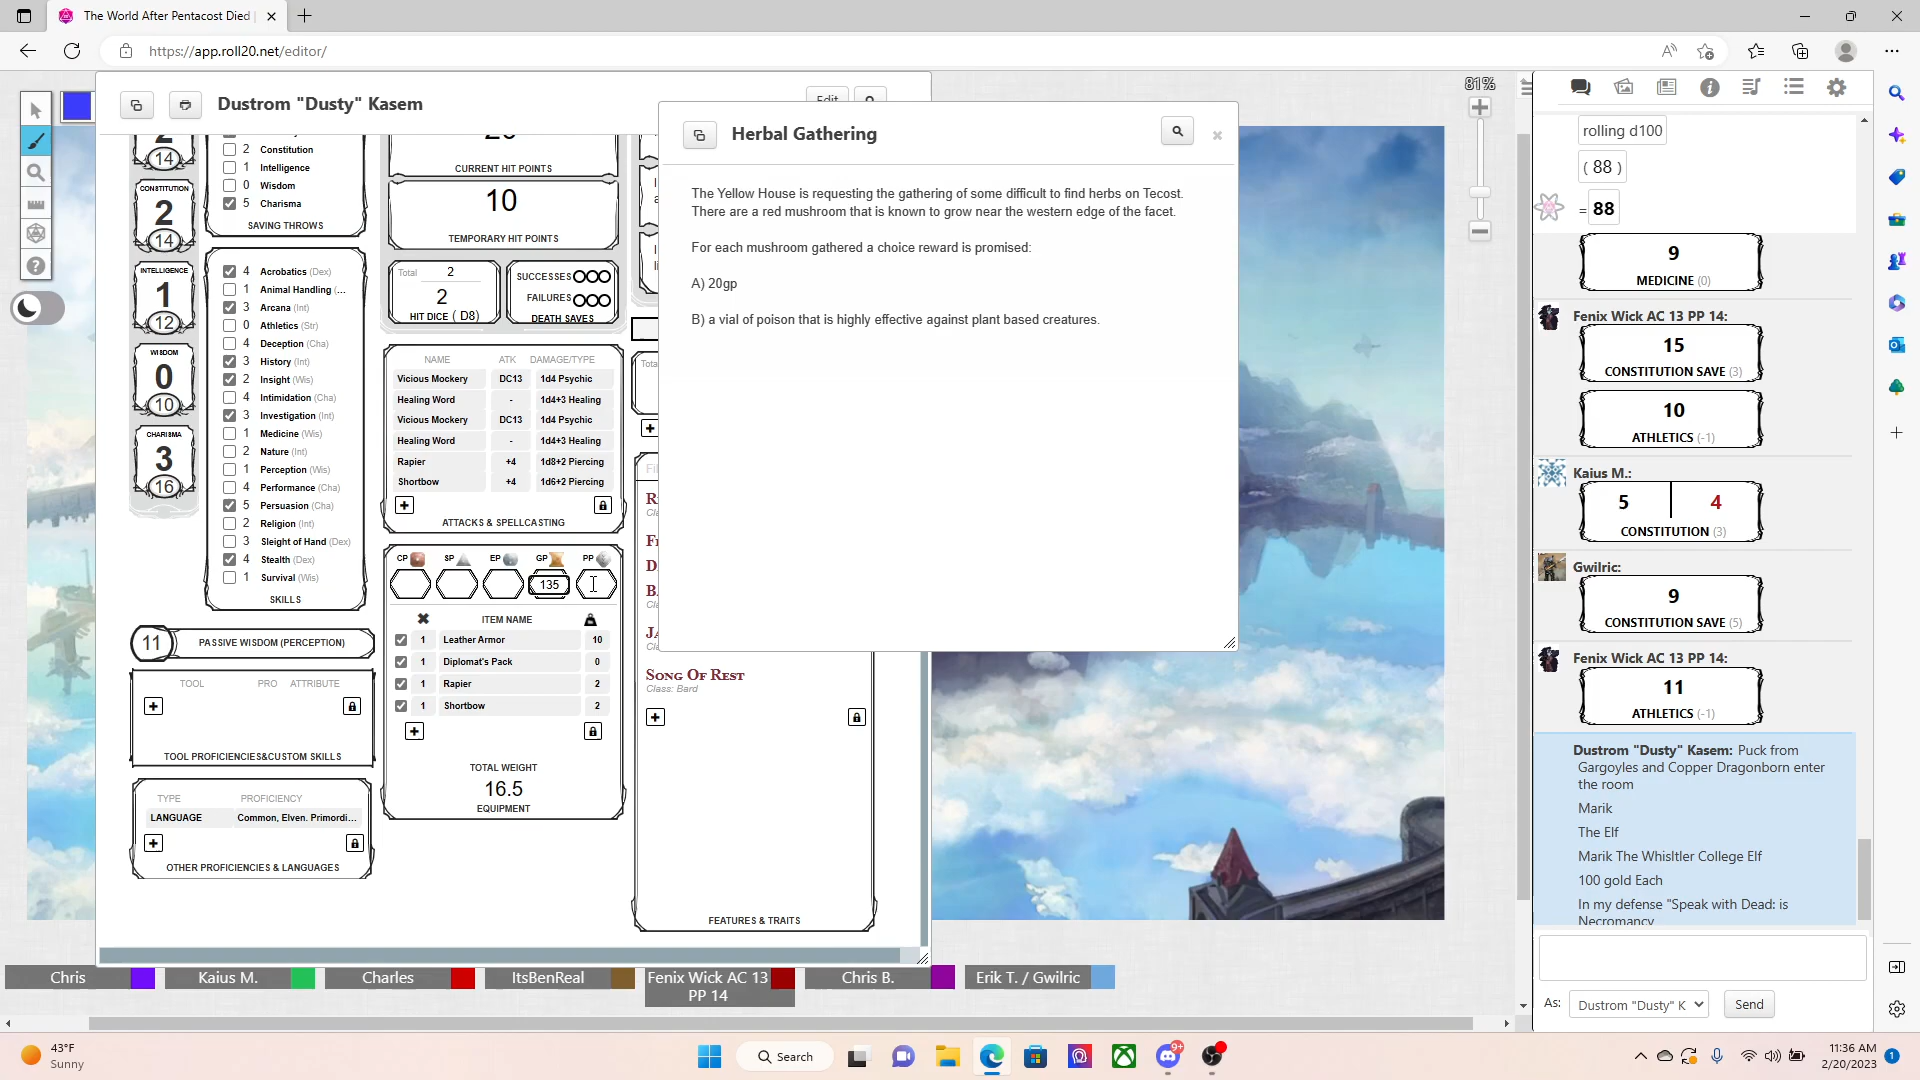 The World After Pentacost Died
https://app.roll20.net/editor/
Dustrom "Dusty" Kasem
Edit
14
2 Constitution
1 Intelligence
0 Wisdom
5 Charisma
SAVING THROWS
CONSTITUTION
2
14
INTELLIGENCE
1
12
WISDOM
0
10
CHARISMA
3
16
4 Acrobatics (Dex)
1 Animal Handling (...
3 Arcana (Int)
0 Athletics (Str)
4 Deception (Cha)
3 History (Int)
2 Insight (Wis)
4 Intimidation (Cha)
3 Investigation (Int)
1 Medicine (Wis)
2 Nature (Int)
1 Perception (Wis)
4 Performance (Cha)
5 Persuasion (Cha)
2 Religion (Int)
3 Sleight of Hand (Dex)
4 Stealth (Dex)
1 Survival (Wis)
SKILLS
11 PASSIVE WISDOM (PERCEPTION)
TOOL PRO ATTRIBUTE
TOOL PROFICIENCIES&CUSTOM SKILLS
TYPE PROFICIENCY
LANGUAGE Common, Elven. Primordi...
OTHER PROFICIENCIES & LANGUAGES
CURRENT HIT POINTS
10
TEMPORARY HIT POINTS
Total 2
2
HIT DICE ( D8)
SUCCESSES
FAILURES
DEATH SAVES
NAME ATK DAMAGE/TYPE
Vicious Mockery DC13 1d4 Psychic
Healing Word - 1d4+3 Healing
Vicious Mockery DC13 1d4 Psychic
Healing Word - 1d4+3 Healing
Rapier +4 1d8+2 Piercing
Shortbow +4 1d6+2 Piercing
ATTACKS & SPELLCASTING
CP SP EP GP PP
135
ITEM NAME
1 Leather Armor 10
1 Diplomat's Pack 0
1 Rapier 2
1 Shortbow 2
TOTAL WEIGHT
16.5
EQUIPMENT
SONG OF REST
Class: Bard
FEATURES & TRAITS
Herbal Gathering
The Yellow House is requesting the gathering of some difficult to find herbs on Tecost.
There are a red mushroom that is known to grow near the western edge of the facet.
For each mushroom gathered a choice reward is promised:
A) 20gp
B) a vial of poison that is highly effective against plant based creatures.
81%
rolling d100
( 88 )
= 88
9
MEDICINE (0)
Fenix Wick AC 13 PP 14:
15
CONSTITUTION SAVE (3)
10
ATHLETICS (-1)
Kaius M.:
5 4
CONSTITUTION (3)
Gwilric:
9
CONSTITUTION SAVE (5)
Fenix Wick AC 13 PP 14:
11
ATHLETICS (-1)
Dustrom "Dusty" Kasem: Puck from
Gargoyles and Copper Dragonborn enter
the room
Marik
The Elf
Marik The Whisltler College Elf
100 gold Each
In my defense "Speak with Dead: is
Necromancy
As: Dustrom "Dusty" K Send
Chris
Kaius M.
Charles
ItsBenReal
Fenix Wick AC 13
PP 14
Chris B.
Erik T. / Gwilric
43°F
Sunny
Search
9+
11:36 AM
2/20/2023
1